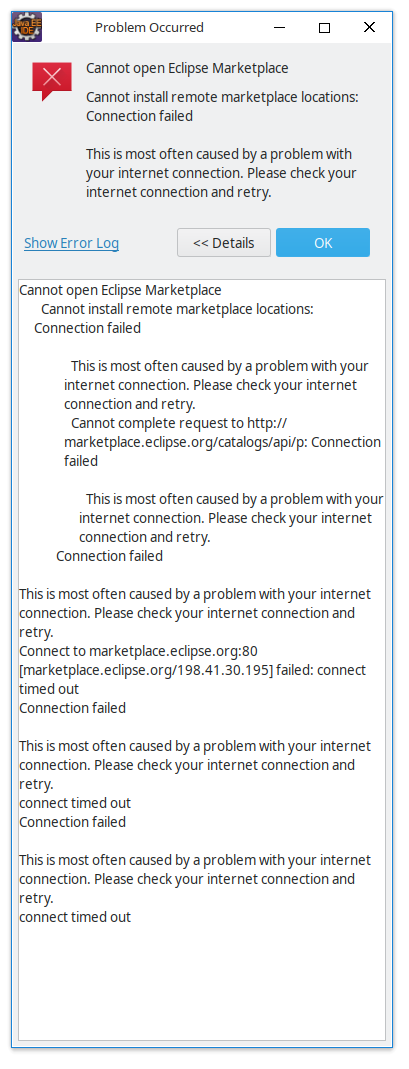 Java EE
IDE
Problem Occurred
Cannot open Eclipse Marketplace
Cannot install remote marketplace locations:
Connection failed
This is most often caused by a problem with
your internet connection. Please check your
internet connection and retry.
Show Error Log
<< Details
OK
Cannot open Eclipse Marketplace
Cannot install remote marketplace locations:
Connection failed
This is most often caused by a problem with your
internet connection. Please check your internet
connection and retry.
Cannot complete request to http://
marketplace.eclipse.org/catalogs/api/p: Connection
failed
This is most often caused by a problem with your
internet connection. Please check your internet
connection and retry.
Connection failed
This is most often caused by a problem with your internet
connection. Please check your internet connection and
retry.
Connect to marketplace.eclipse.org:80
[marketplace.eclipse.org/198.41.30.195] failed: connect
timed out
Connection failed
This is most often caused by a problem with your internet
connection. Please check your internet connection and
retry.
connect timed out
Connection failed
This is most often caused by a problem with your internet
connection. Please check your internet connection and
retry.
connect timed out